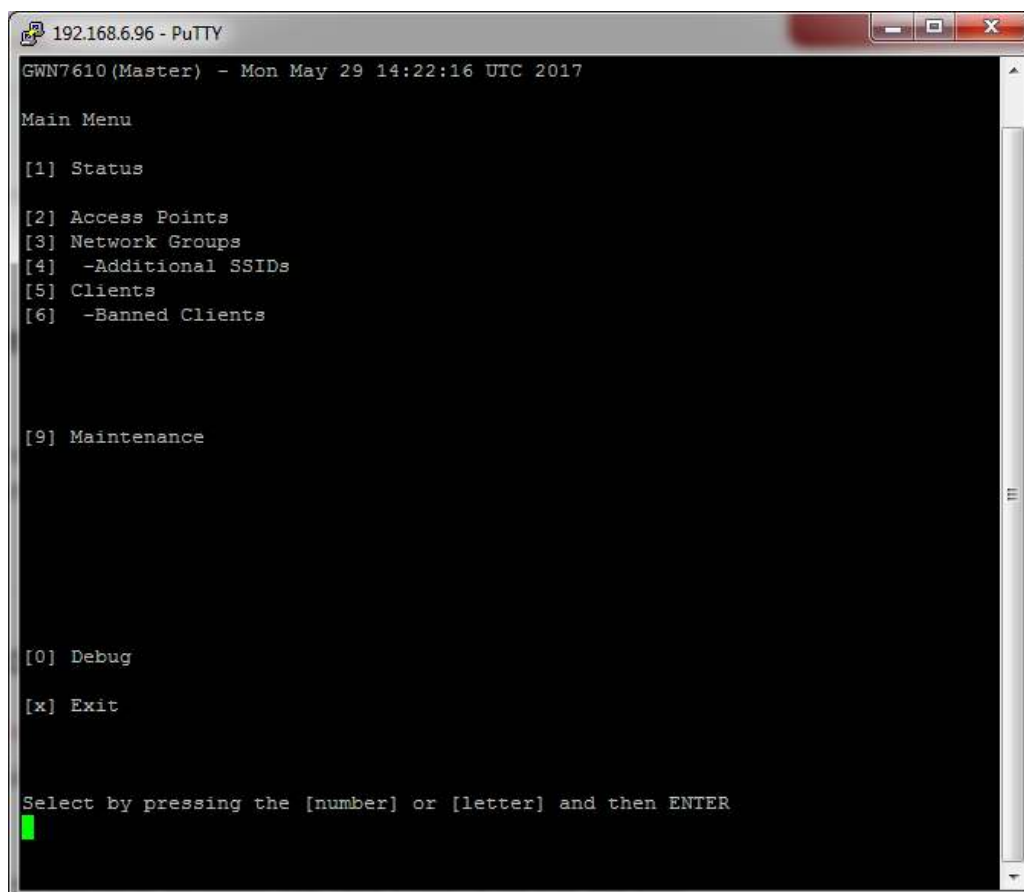 192.168.6.96 - PuTTY
GWN7610(Master) - Mon May 29 14:22:16 UTC 2017
Main Menu
[1] Status
[2] Access Points
[3] Network Groups
[4]  -Additional SSIDs
[5] Clients
[6]  -Banned Clients
[9] Maintenance
[0] Debug
[x] Exit
Select by pressing the [number] or [letter] and then ENTER